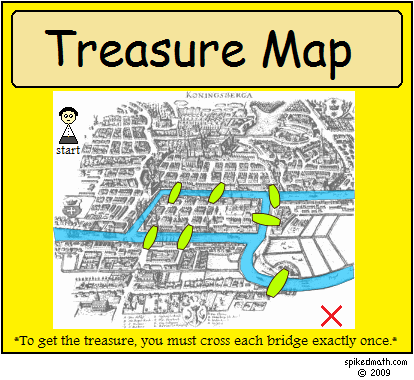 Treasure Map
KONINGSBERGA
start
*To get the treasure, you must cross each bridge exactly once.*
spikedmath.com
© 2009